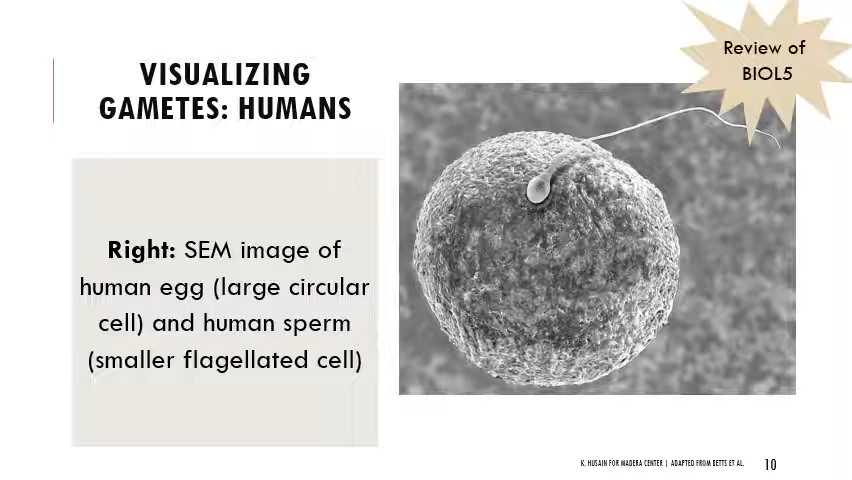 VISUALIZING
GAMETES: HUMANS
Review of
BIOL5
Right: SEM image of
human egg (large circular
cell) and human sperm
(smaller flagellated cell)
K. HUSAIN FOR MADERA CENTER | ADAPTED FROM BETTS ET AL.
10